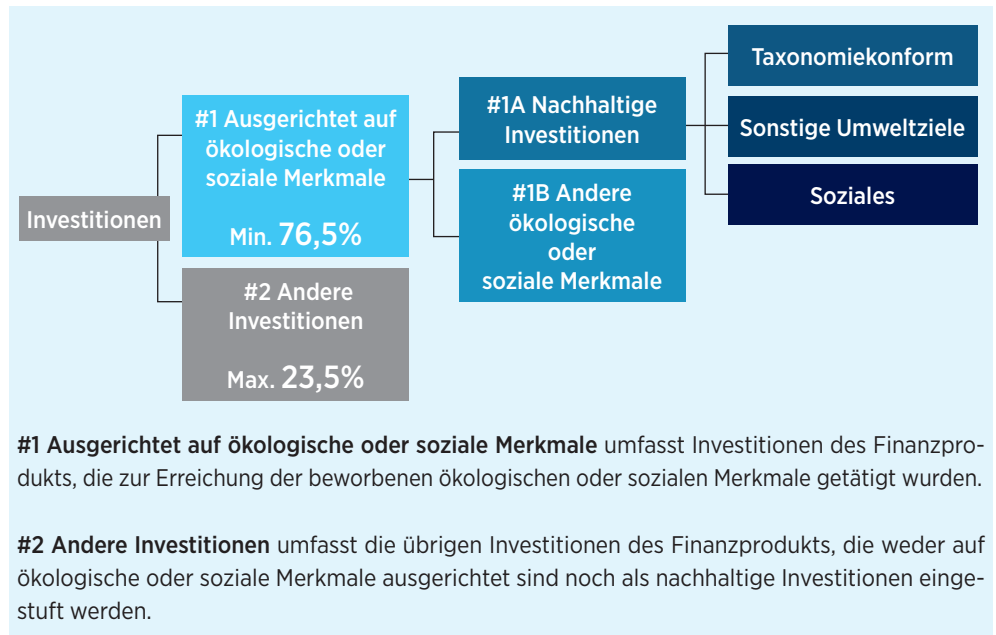 Investitionen
#1 Ausgerichtet auf
ökologische oder
soziale Merkmale
Min. 76,5%
#2 Andere
Investitionen
Max. 23,5%
#1A Nachhaltige
Investitionen
#1B Andere
ökologische
oder
soziale Merkmale
Taxonomiekonform
Sonstige Umweltziele
Soziales
#1 Ausgerichtet auf ökologische oder soziale Merkmale umfasst Investitionen des Finanzpro-
dukts, die zur Erreichung der beworbenen ökologischen oder sozialen Merkmale getätigt wurden.
#2 Andere Investitionen umfasst die übrigen Investitionen des Finanzprodukts, die weder auf
ökologische oder soziale Merkmale ausgerichtet sind noch als nachhaltige Investitionen einge-
stuft werden.